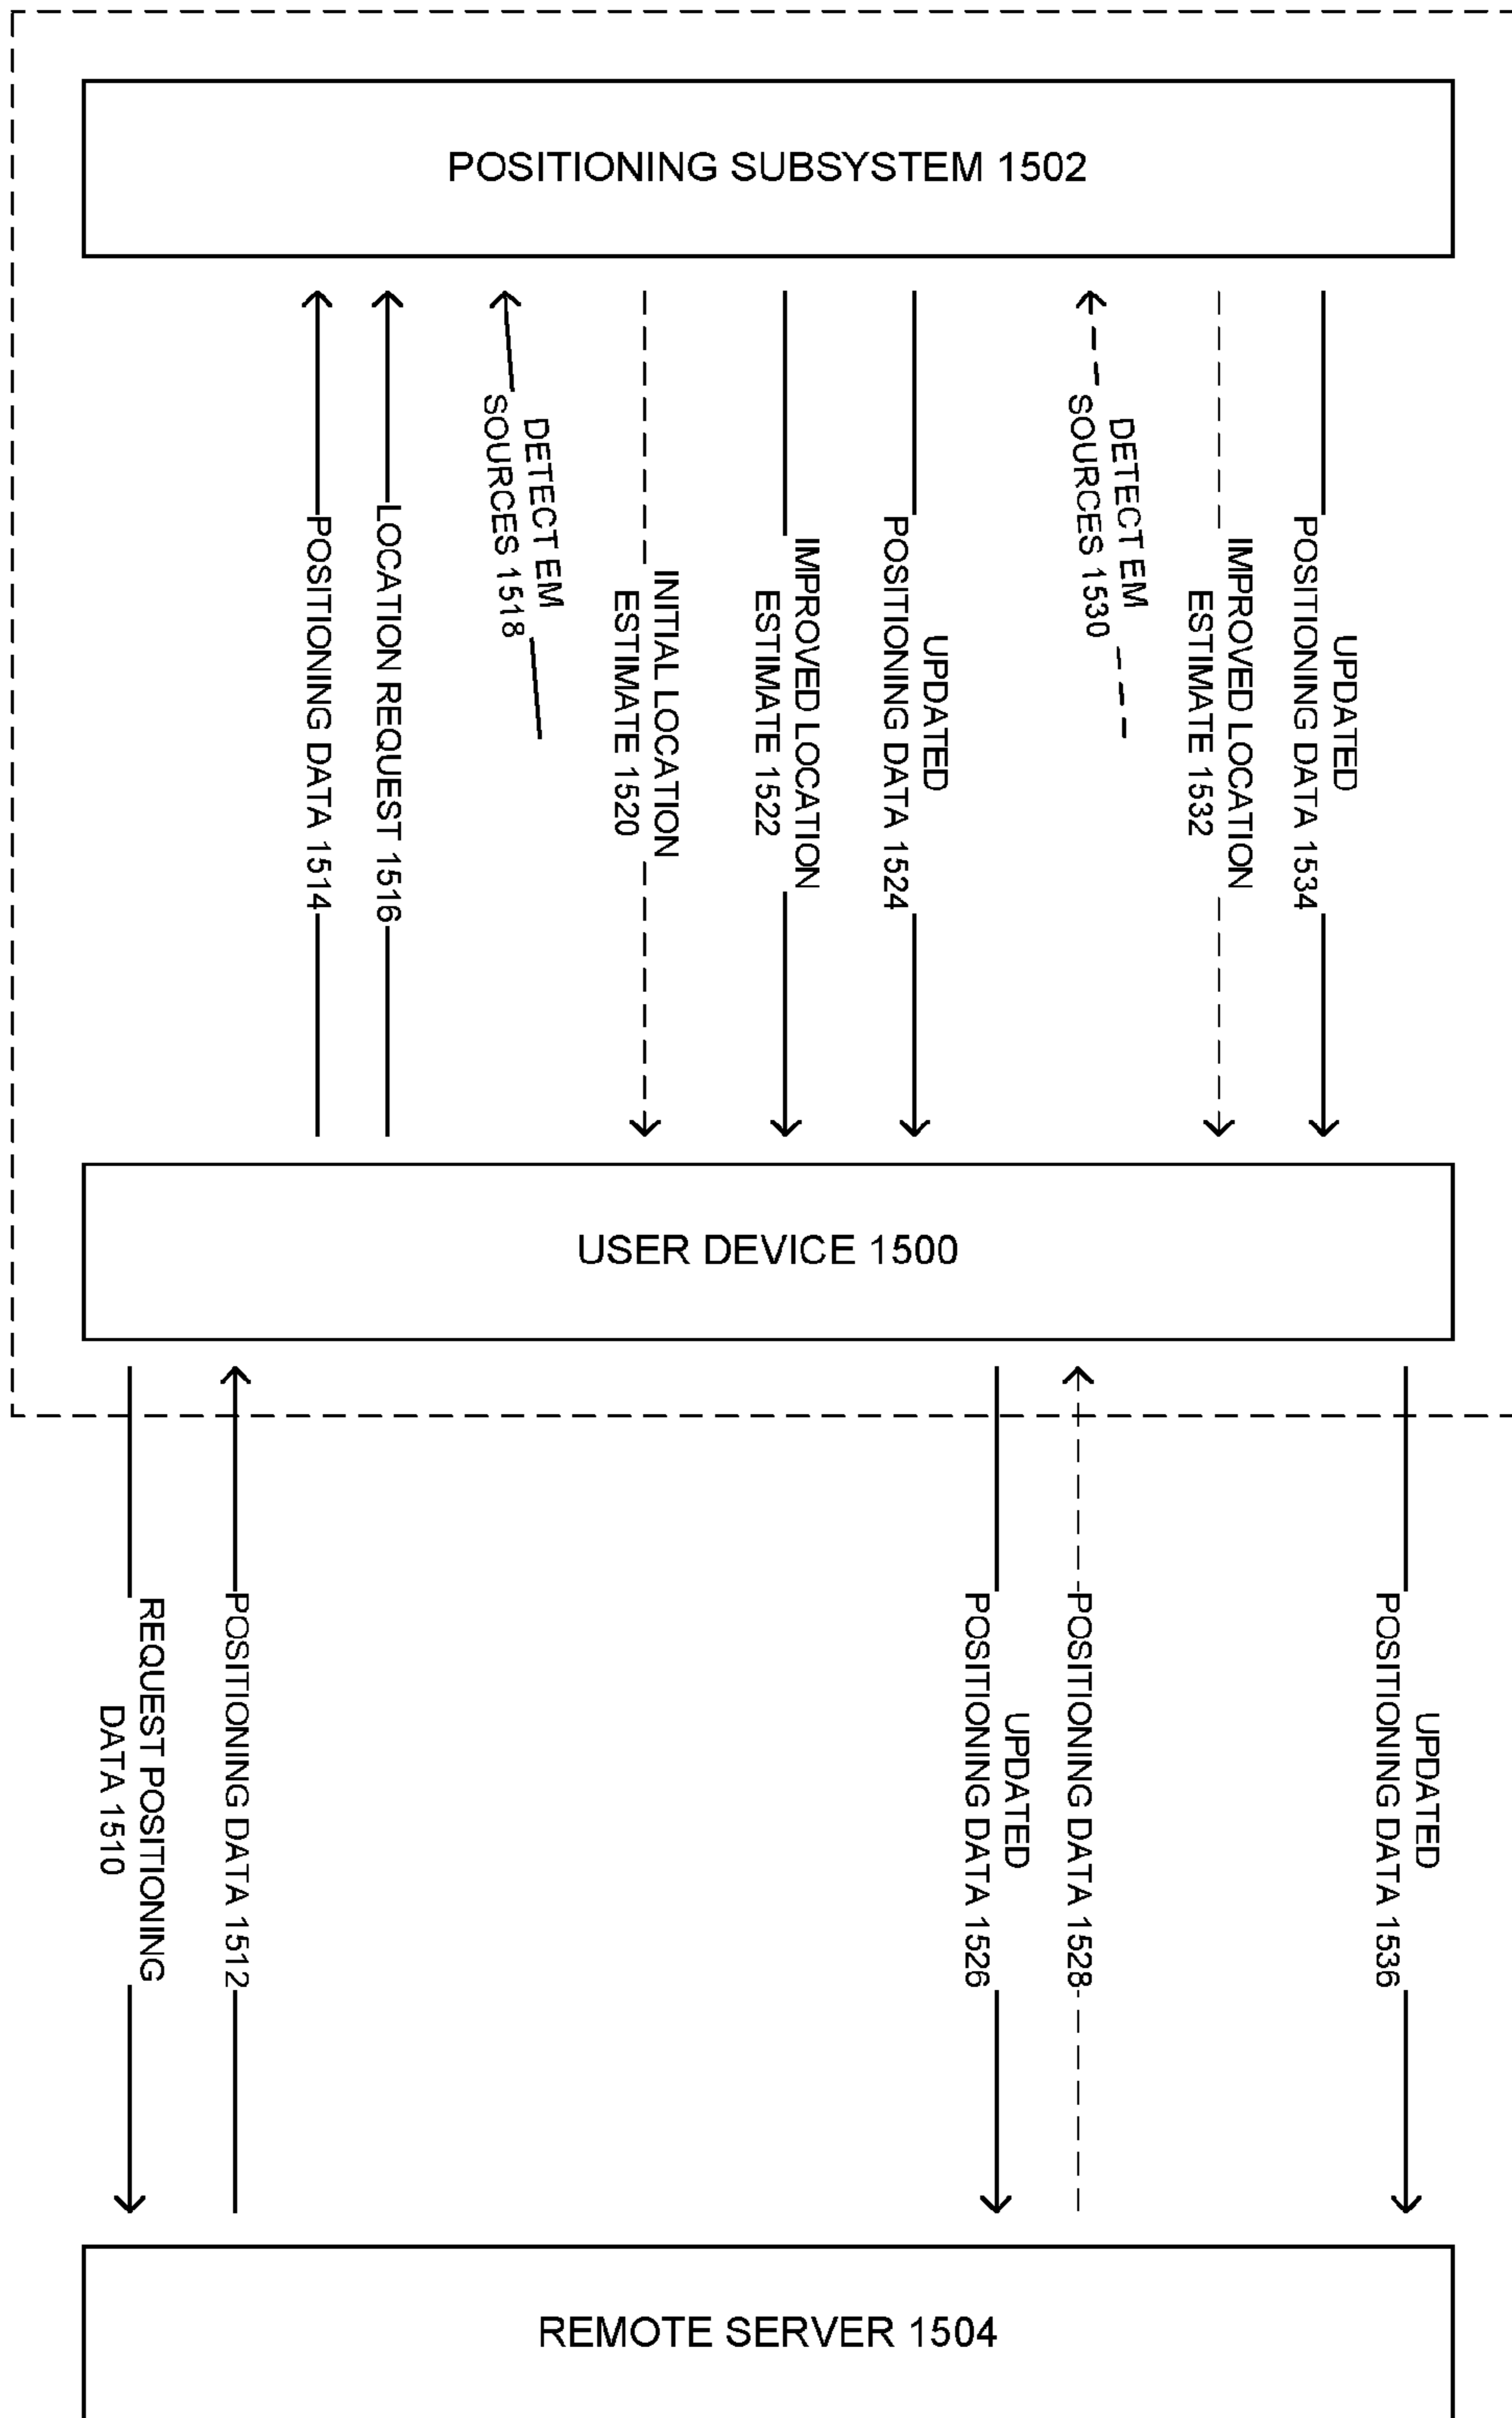 POSITIONING SUBSYSTEM 1502
POSITIONING DATA 1514
LOCATION REQUEST 1516
DETECT EM
SOURCES 1518
INITIAL LOCATION
ESTIMATE 1520
IMPROVED LOCATION
ESTIMATE 1522
UPDATED
POSITIONING DATA 1524
DETECT EM
SOURCES 1530
IMPROVED LOCATION
ESTIMATE 1532
UPDATED
POSITIONING DATA 1534
USER DEVICE 1500
REQUEST POSITIONING
DATA 1510
POSITIONING DATA 1512
UPDATED
POSITIONING DATA 1526
POSITIONING DATA 1528
UPDATED
POSITIONING DATA 1536
REMOTE SERVER 1504